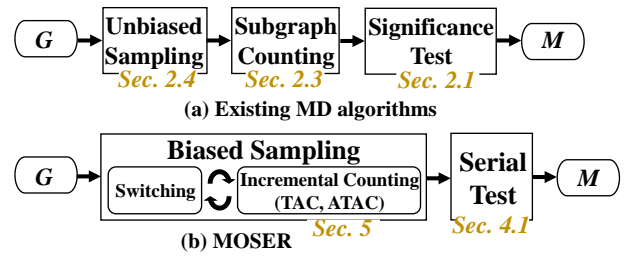 G
Unbiased
Sampling
Sec. 2.4
Subgraph
Counting
Sec. 2.3
Significance
Test
Sec. 2.1
M
(a) Existing MD algorithms
G
Biased Sampling
Switching
Incremental Counting
(TAC, ATAC)
Sec. 5
Serial
Test
Sec. 4.1
M
(b) MOSER